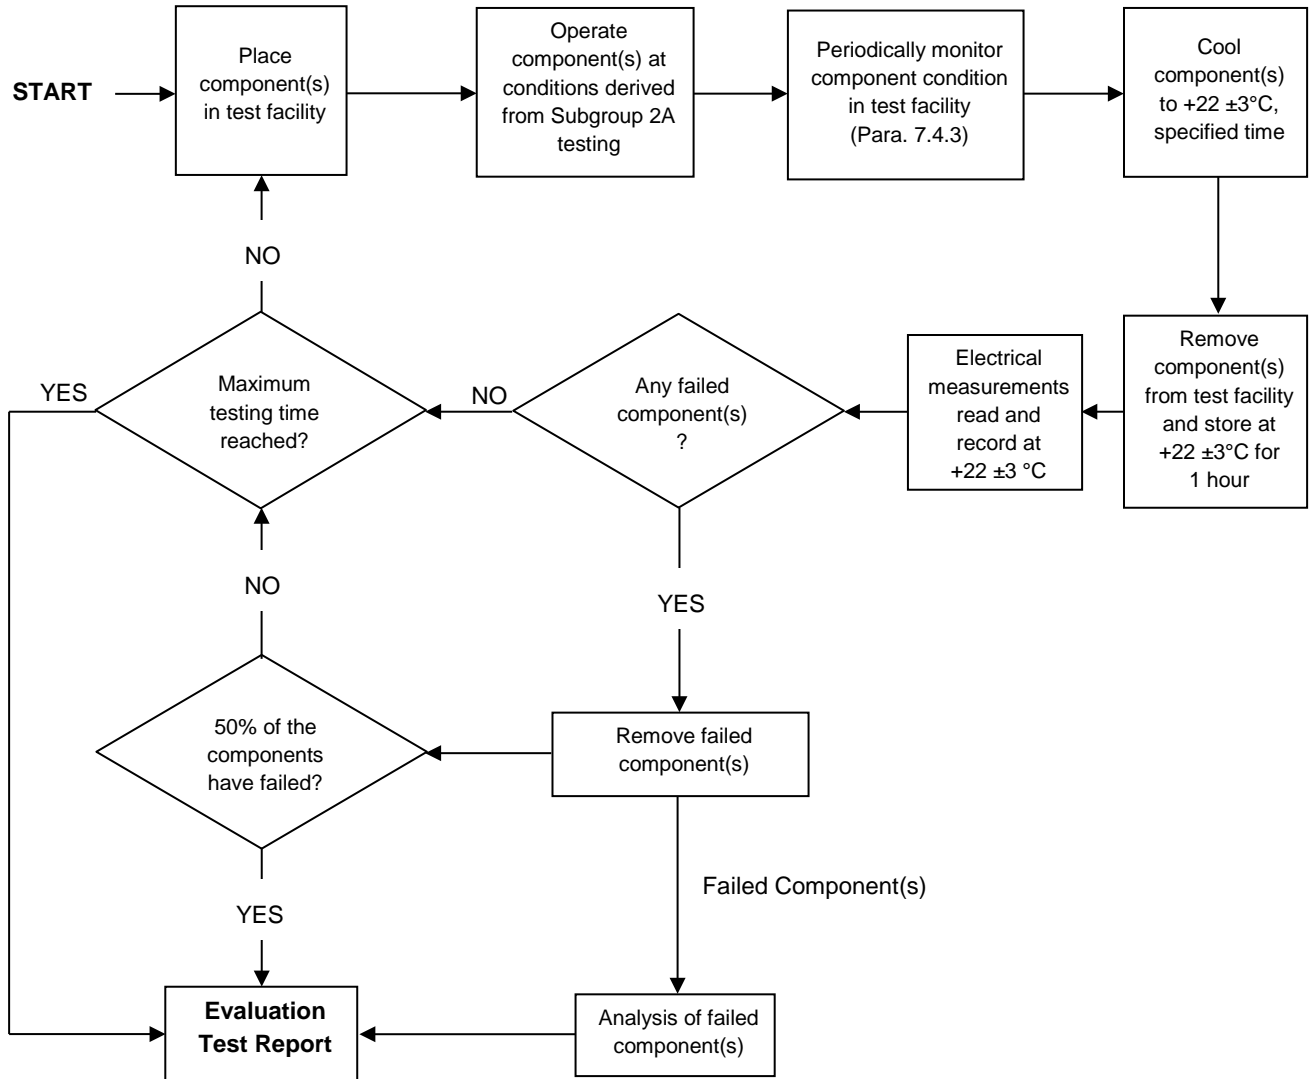 START
Place
component(s)
in test facility
Operate
component(s) at
conditions derived
from Subgroup 2A
testing
Periodically monitor
component condition
in test facility
(Para. 7.4.3)
Cool
component(s)
to +22 ±3°C,
specified time
NO
YES
Maximum
testing time
reached?
NO
Any failed
component(s)
?
Electrical
measurements
read and
record at
+22 ±3 °C
Remove
component(s)
from test facility
and store at
+22 ±3°C for
1 hour
NO
YES
50% of the
components
have failed?
Remove failed
component(s)
Failed Component(s)
YES
Evaluation
Test Report
Analysis of failed
component(s)